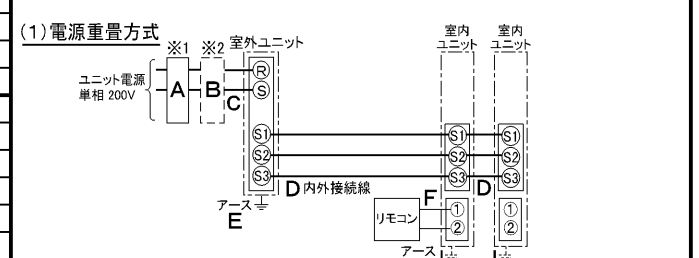 (1)電源重畳方式
※1 ※2 室外ユニット
室内
ユニット
室内
ユニット
ユニット電源
単相 200V
A
B
C
R
S
S1
S2
S3
S1
S2
S3
S1
S2
S3
D 内外接続線
D
アース
E
F
リモコン
①
②
①
②
アース